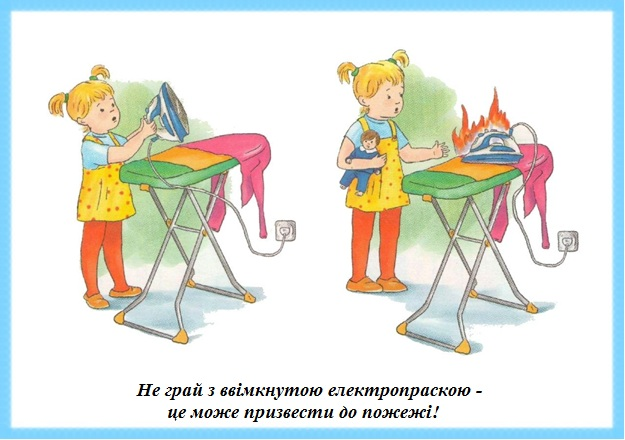 Не грай з ввімкнутою електропраскою -
це може призвести до пожежі!